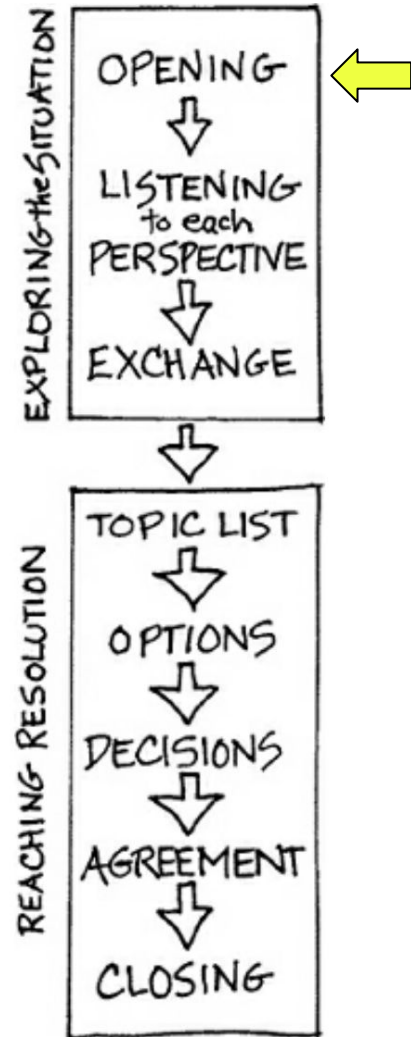 EXPLORING the SITUATION
OPENING
LISTENING
to each
PERSPECTIVE
EXCHANGE
REACHING RESOLUTION
TOPIC LIST
OPTIONS
DECISIONS
AGREEMENT
CLOSING